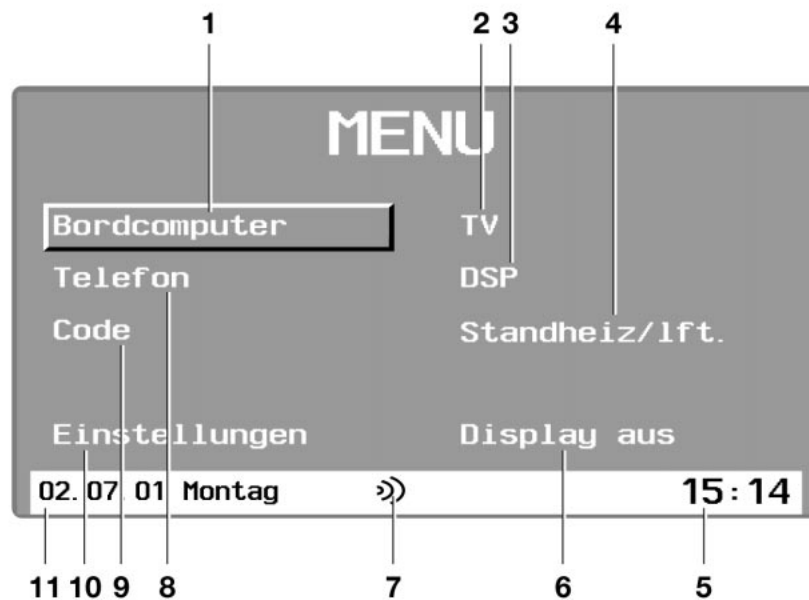 1 2 3 4
MENU
Bordcomputer TV
Telefon DSP
Code Standheiz/lft.
Einstellungen Display aus
02.07.01 Montag 15:14
11 10 9 8 7 6 5